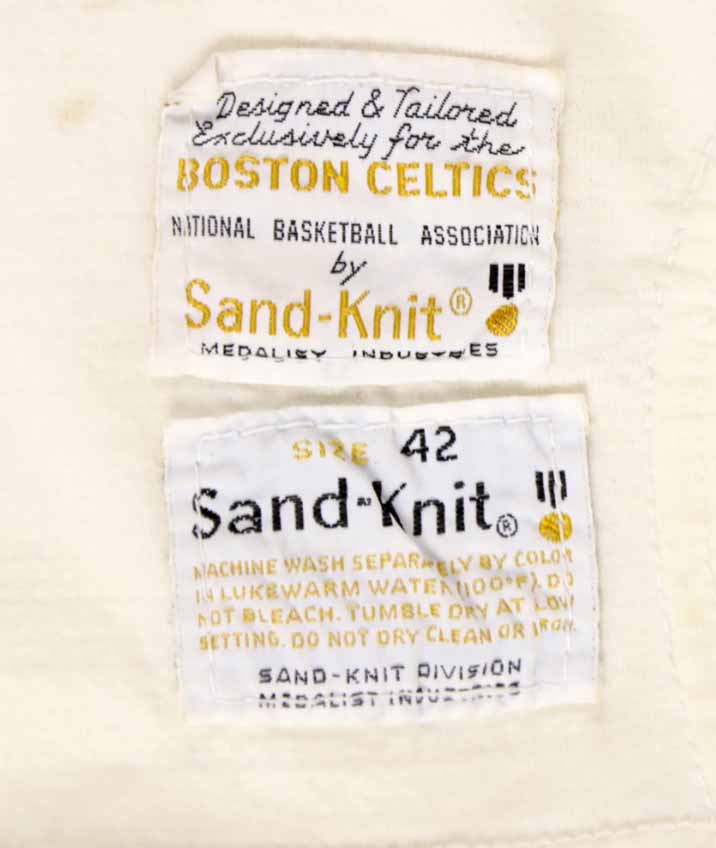 Designed & Tailored
Exclusively for the
BOSTON CELTICS
NATIONAL BASKETBALL ASSOCIATION
by
Sand-Knit®
MEDALIST INDUSTRIES
SIZE 42
Sand-Knit®
MACHINE WASH SEPARATELY BY COLOR
IN LUKEWARM WATER (100°F). DO
NOT BLEACH. TUMBLE DRY AT LOW
SETTING. DO NOT DRY CLEAN OR IRON.
SAND-KNIT DIVISION
MEDALIST INDUSTRIES